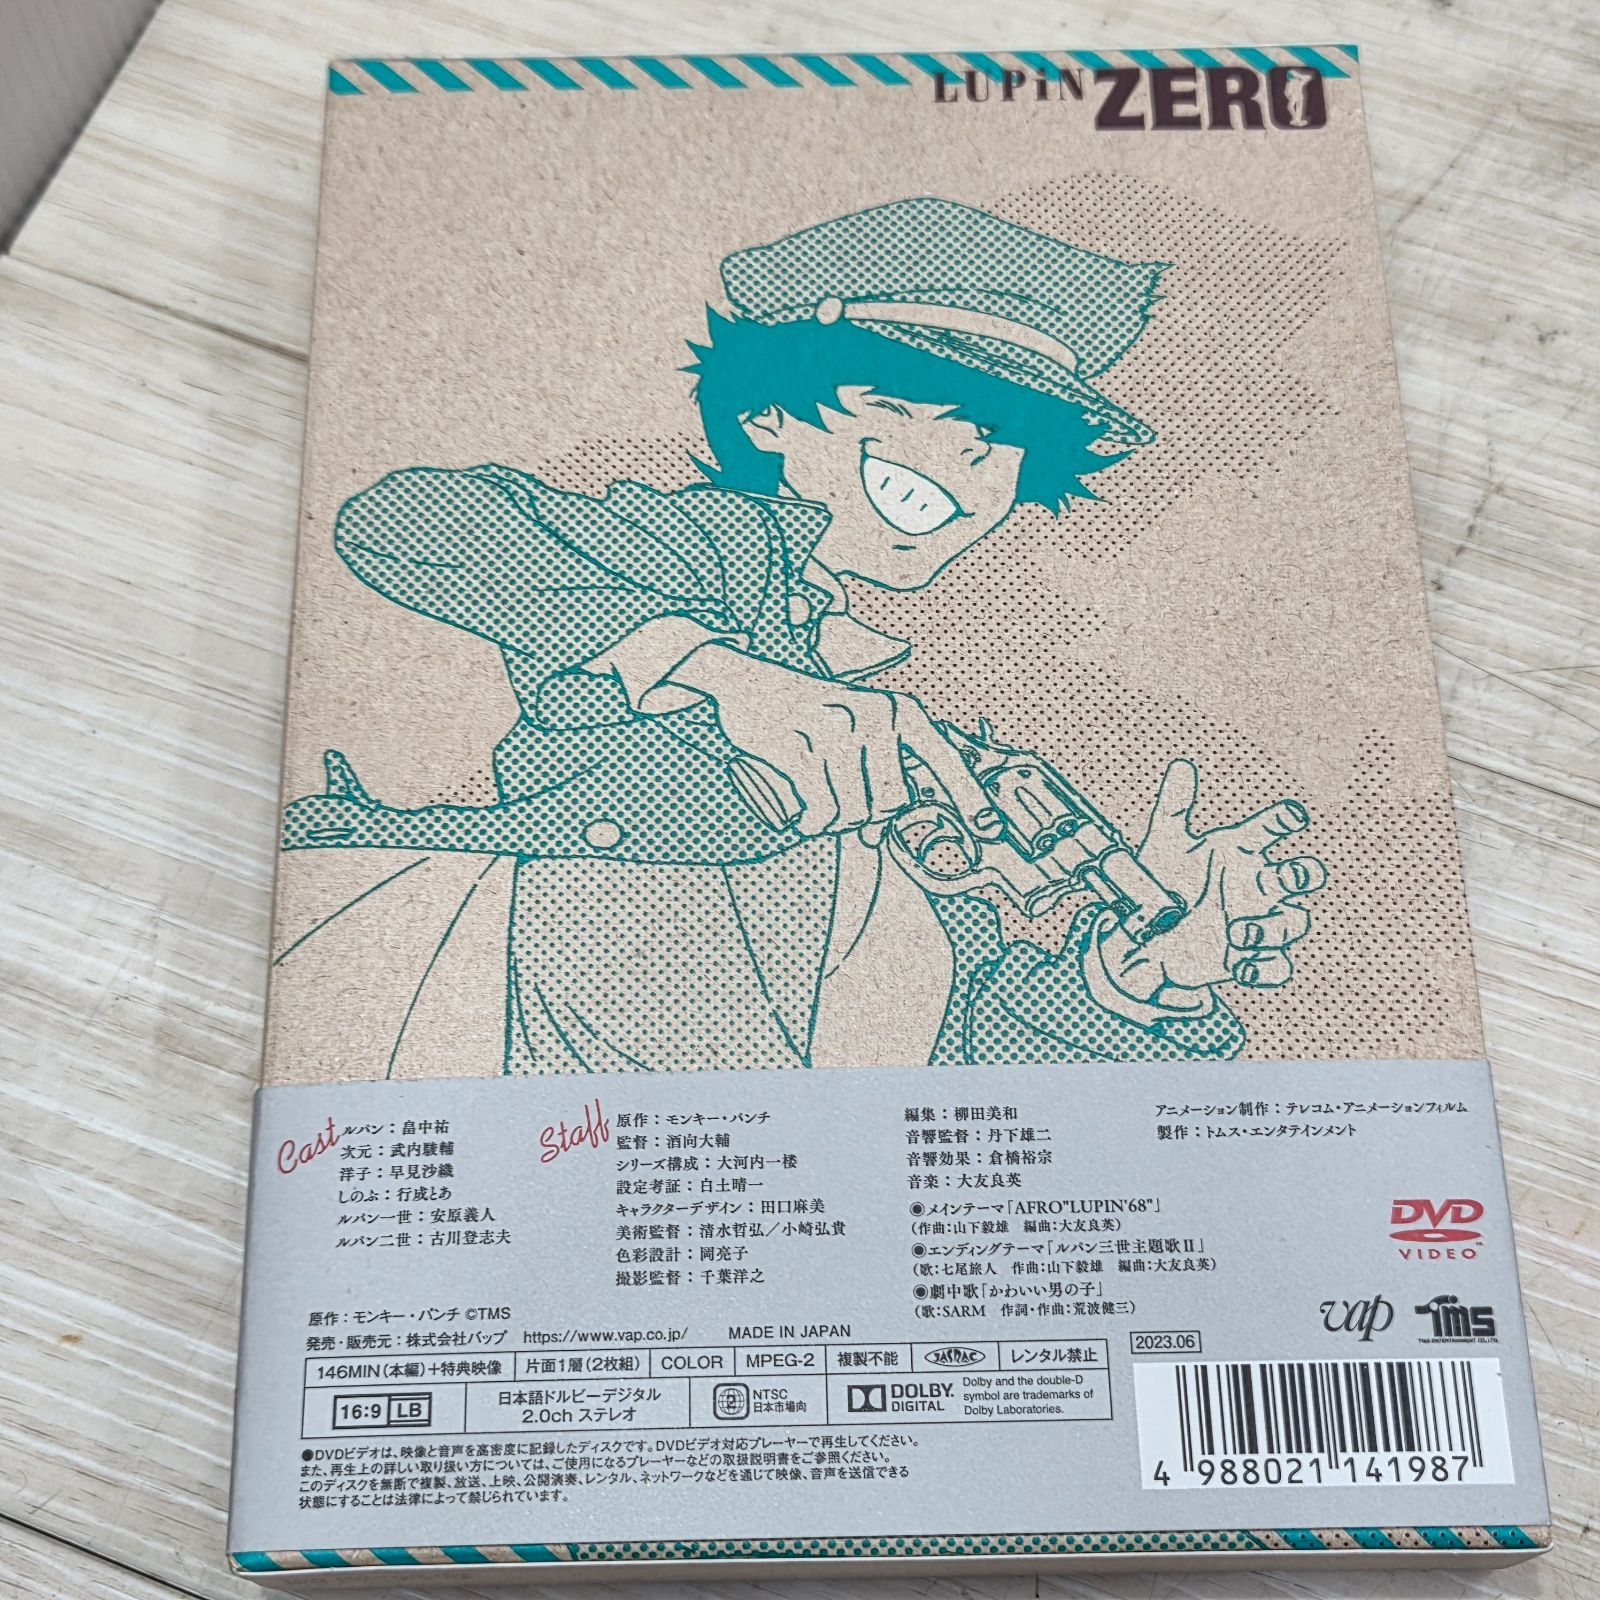 LUPiN ZERO
Cast
ルパン：畠中祐
次元：武内駿輔
洋子：早見沙織
しのぶ：行成とあ
ルパン一世：安原義人
ルパン二世：古川登志夫
Staff
原作：モンキー・パンチ
監督：酒向大輔
シリーズ構成：大河内一楼
設定考証：白土晴一
キャラクターデザイン：田口麻美
美術監督：清水哲弘／小崎弘貴
色彩設計：岡亮子
撮影監督：千葉洋之
編集：柳田美和
音響監督：丹下雄二
音響効果：倉橋裕宗
音楽：大友良英
◉メインテーマ「AFRO"LUPIN'68"」
（作曲：山下毅雄 編曲：大友良英）
◉エンディングテーマ「ルパン三世主題歌Ⅱ」
（歌：七尾旅人 作曲：山下毅雄 編曲：大友良英）
◉劇中歌「かわいい男の子」
（歌：SARM 作詞・作曲：荒波健三）
アニメーション制作：テレコム・アニメーションフィルム
製作：トムス・エンタテインメント
DVD
VIDEO
原作：モンキー・パンチ ©TMS
発売・販売元：株式会社バップ https://www.vap.co.jp/ MADE IN JAPAN
vap
TMS
TMS ENTERTAINMENT CO., LTD.
2023.06
146MIN（本編）＋特典映像 片面1層（2枚組） COLOR MPEG-2 複製不能 JASRAC レンタル禁止
16:9 LB
日本語ドルビーデジタル
2.0ch ステレオ
2
NTSC
日本市場向
DOLBY
DIGITAL
Dolby and the double-D
symbol are trademarks of
Dolby Laboratories.
●DVDビデオは、映像と音声を高密度に記録したディスクです。DVDビデオ対応プレーヤーで再生してください。
また、再生上の詳しい取り扱い方については、ご使用になるプレーヤーなどの取扱説明書をご参照ください。
このディスクを無断で複製、放送、上映、公開演奏、レンタル、ネットワークなどを通じて映像、音声を送信できる
状態にすることは法律によって禁じられています。
4 988021 141987